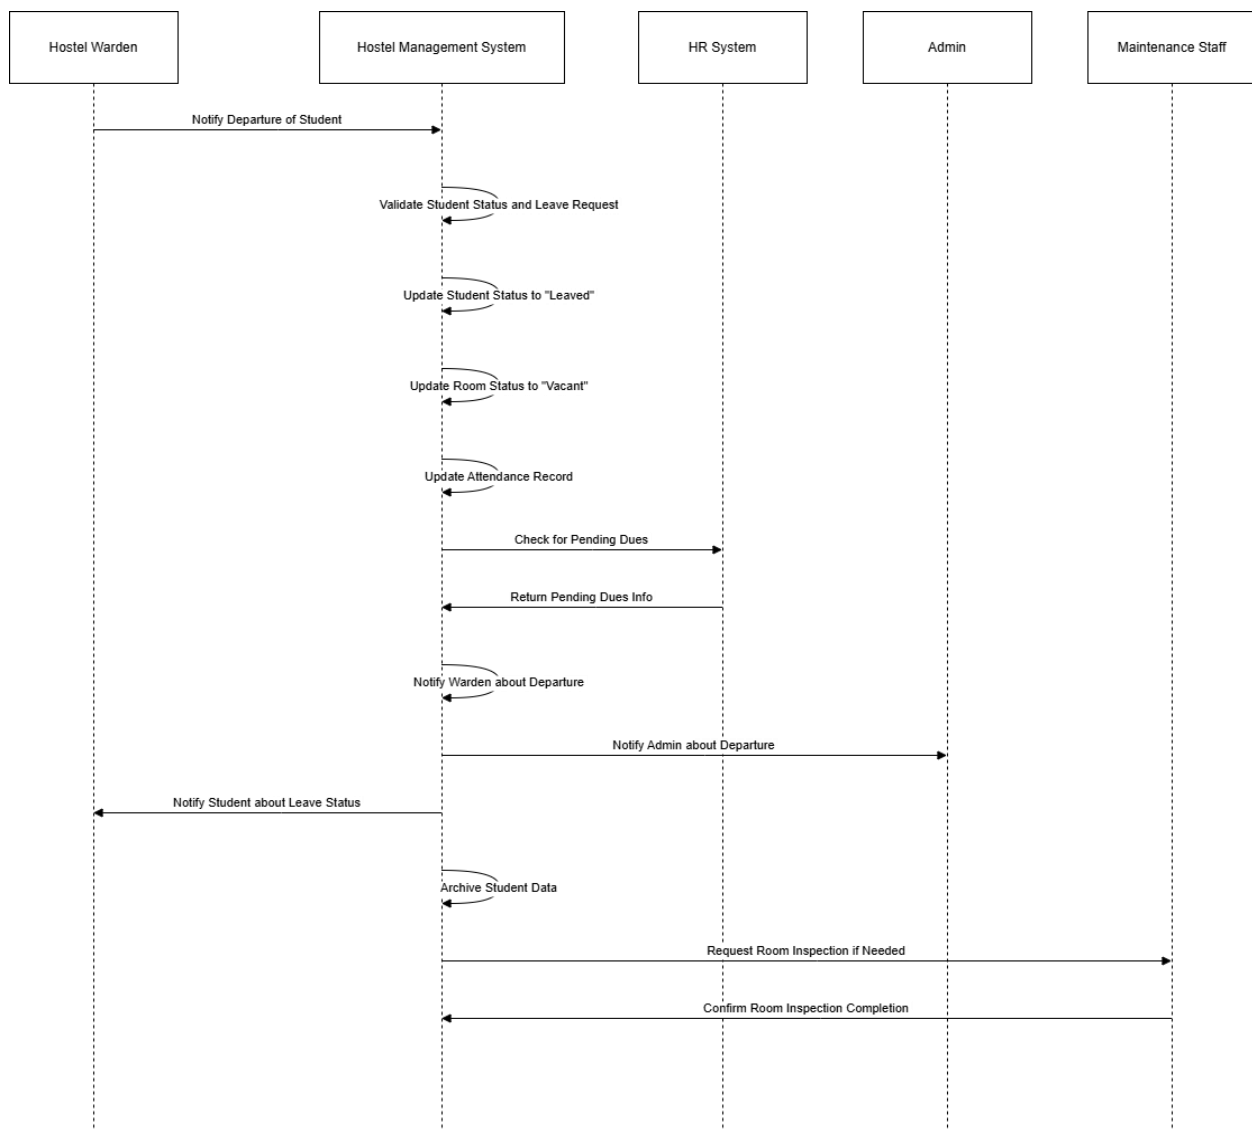 Hostel Warden
Hostel Management System
HR System
Admin
Maintenance Staff
Notify Departure of Student
Validate Student Status and Leave Request
Update Student Status to "Leaved"
Update Room Status to "Vacant"
Update Attendance Record
Check for Pending Dues
Return Pending Dues Info
Notify Warden about Departure
Notify Admin about Departure
Notify Student about Leave Status
Archive Student Data
Request Room Inspection if Needed
Confirm Room Inspection Completion